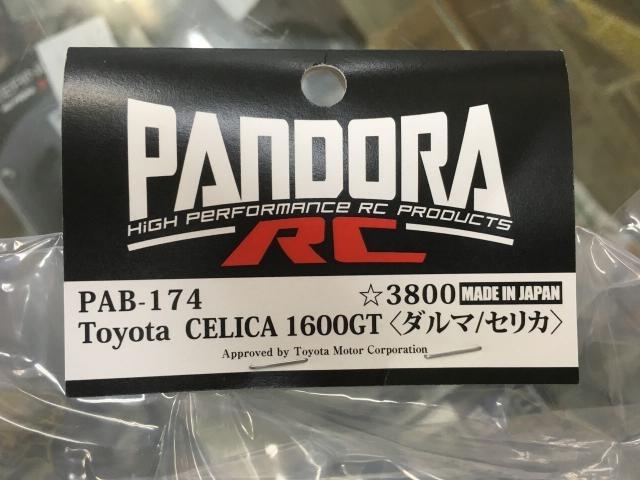 PANDORA
HIGH PERFORMANCE RC PRODUCTS
RC
PAB-174 ☆3800 MADE IN JAPAN
Toyota CELICA 1600GT〈ダルマ/セリカ〉
Approved by Toyota Motor Corporation